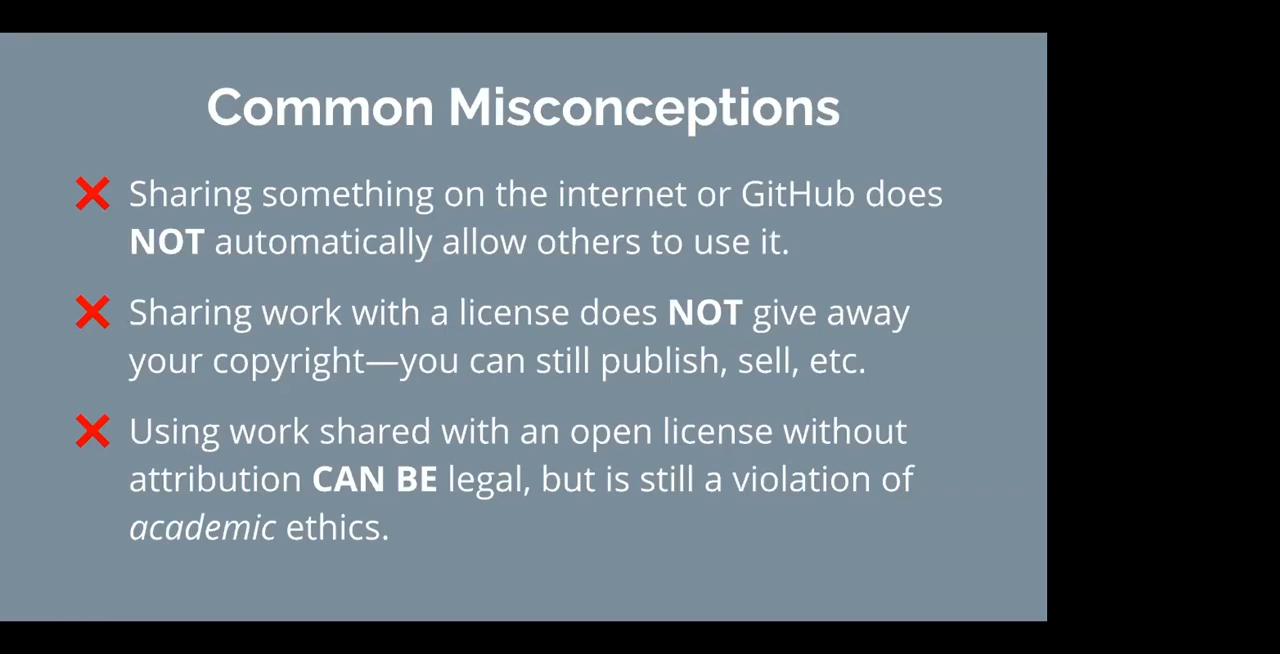 Common Misconceptions
❌ Sharing something on the internet or GitHub does
NOT automatically allow others to use it.
❌ Sharing work with a license does NOT give away
your copyright—you can still publish, sell, etc.
❌ Using work shared with an open license without
attribution CAN BE legal, but is still a violation of
academic ethics.